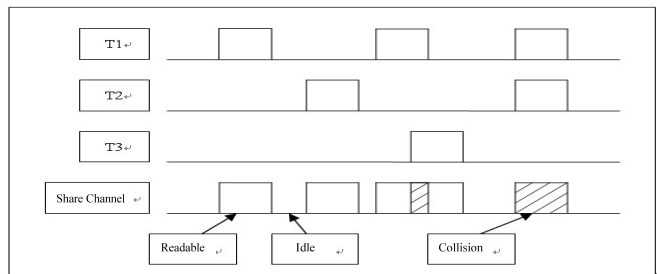 T1↵
T2↵
T3↵
Share Channel ↵
Readable ↵
Idle ↵
Collision ↵